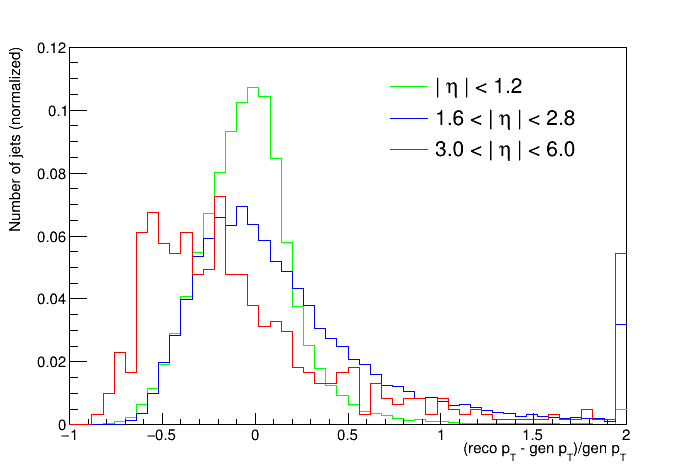 Number of jets (normalized)
0.12
0.1
0.08
0.06
0.04
0.02
0
| η | < 1.2
1.6 < | η | < 2.8
3.0 < | η | < 6.0
−1 −0.5 0 0.5 1 1.5 2
(reco p_T - gen p_T)/gen p_T